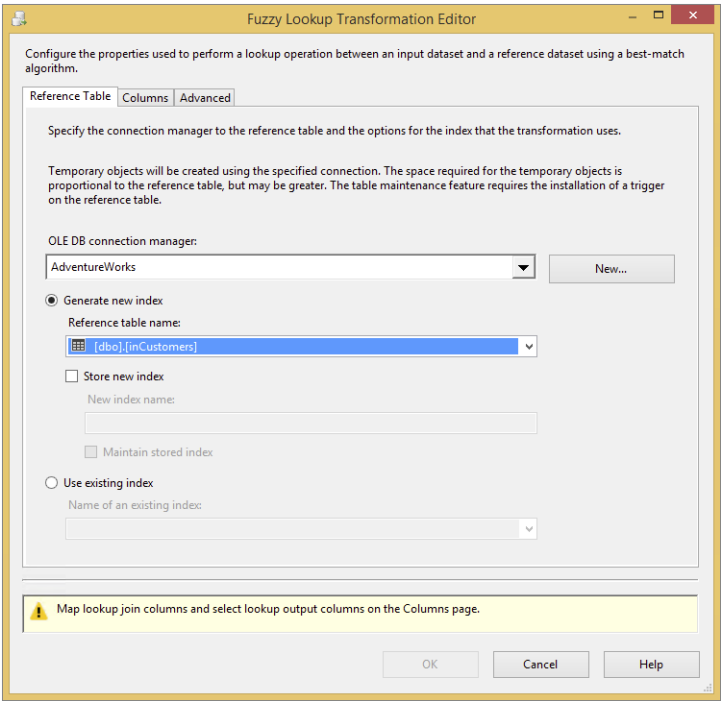 Fuzzy Lookup Transformation Editor
Configure the properties used to perform a lookup operation between an input dataset and a reference dataset using a best-match
algorithm.
Reference Table Columns Advanced
Specify the connection manager to the reference table and the options for the index that the transformation uses.
Temporary objects will be created using the specified connection. The space required for the temporary objects is
proportional to the reference table, but may be greater. The table maintenance feature requires the installation of a trigger
on the reference table.
OLE DB connection manager:
AdventureWorks New...
Generate new index
Reference table name:
[dbo].[inCustomers]
Store new index
New index name:
Maintain stored index
Use existing index
Name of an existing index:
Map lookup join columns and select lookup output columns on the Columns page.
OK Cancel Help